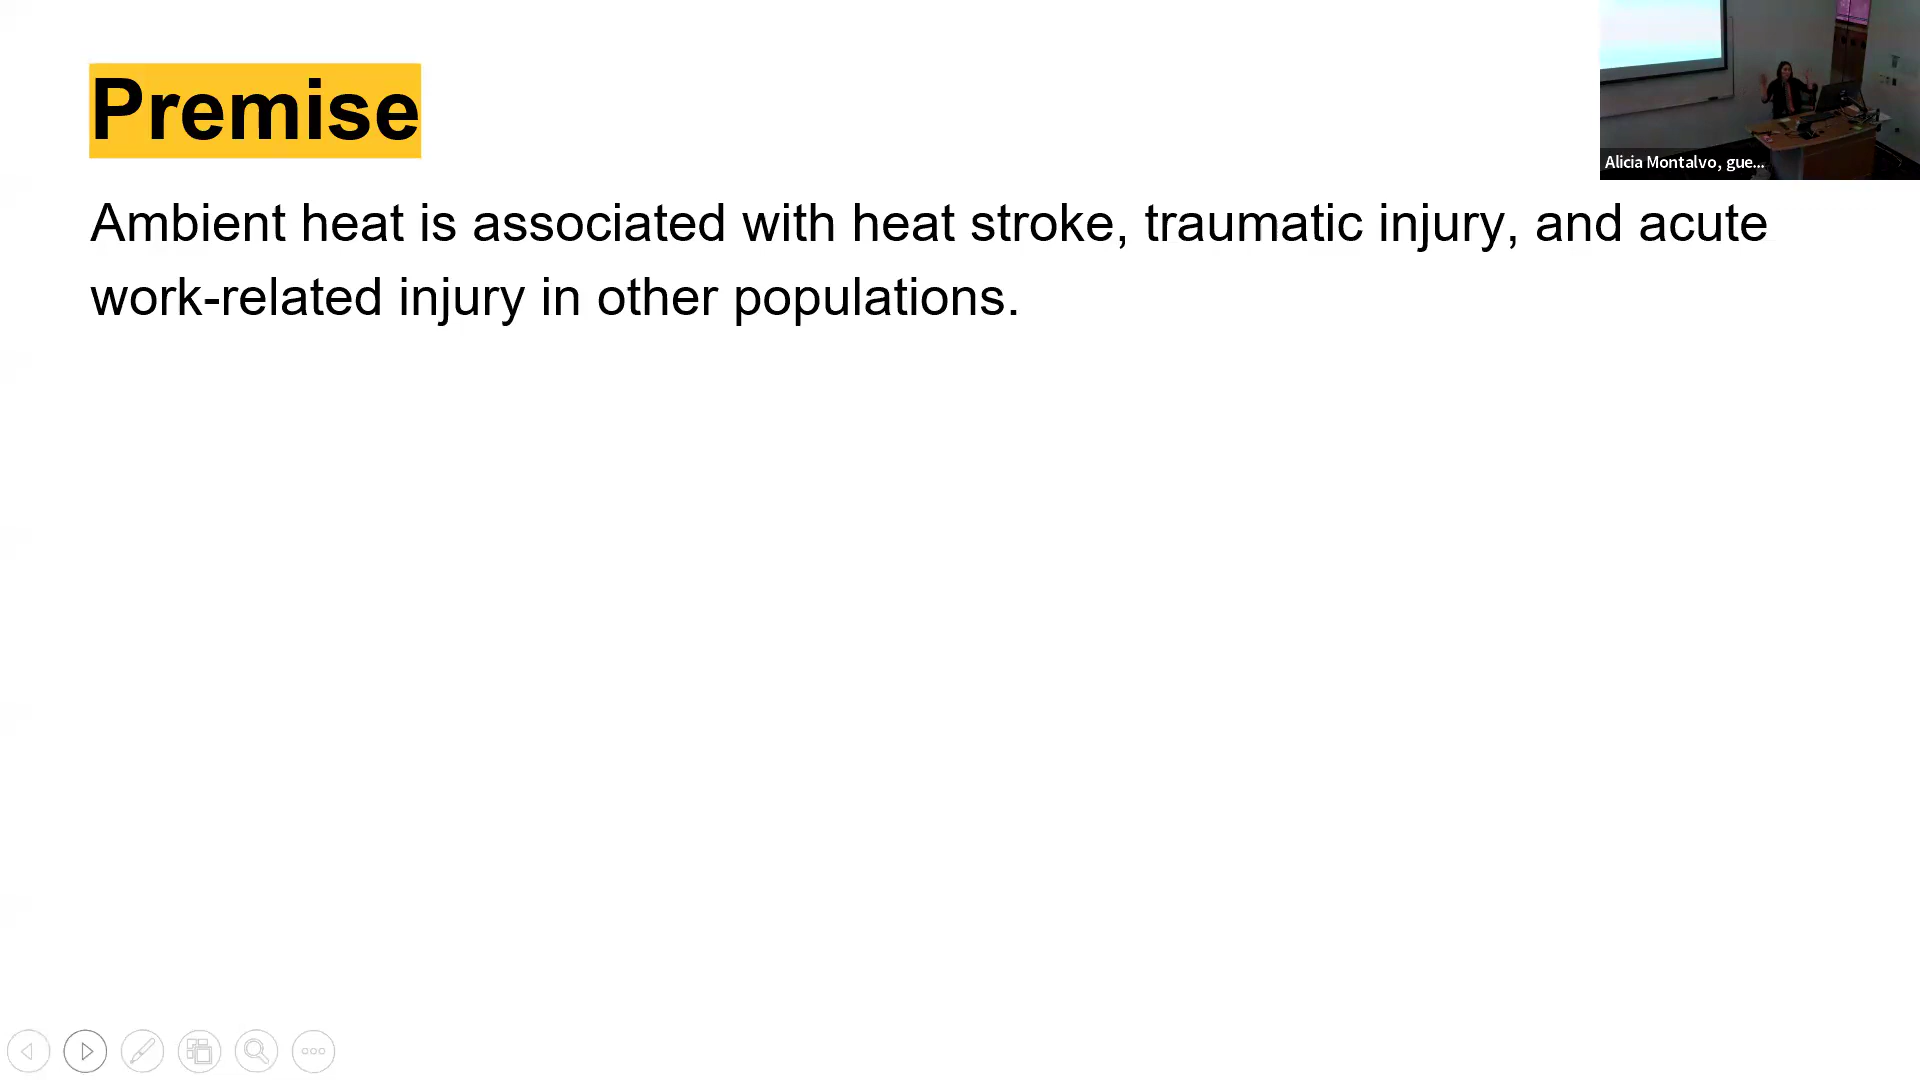 Premise
Ambient heat is associated with heat stroke, traumatic injury, and acute
work-related injury in other populations.
Alicia Montalvo, gue...